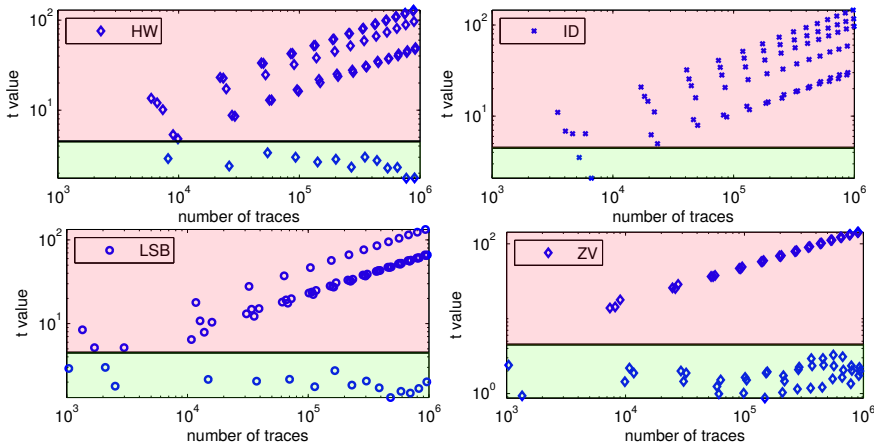 HW
t value
10²
10¹
10³ 10⁴ 10⁵ 10⁶
number of traces
ID
t value
10²
10¹
10³ 10⁴ 10⁵ 10⁶
number of traces
LSB
t value
10²
10¹
10³ 10⁴ 10⁵ 10⁶
number of traces
ZV
t value
10²
10⁰
10³ 10⁴ 10⁵ 10⁶
number of traces